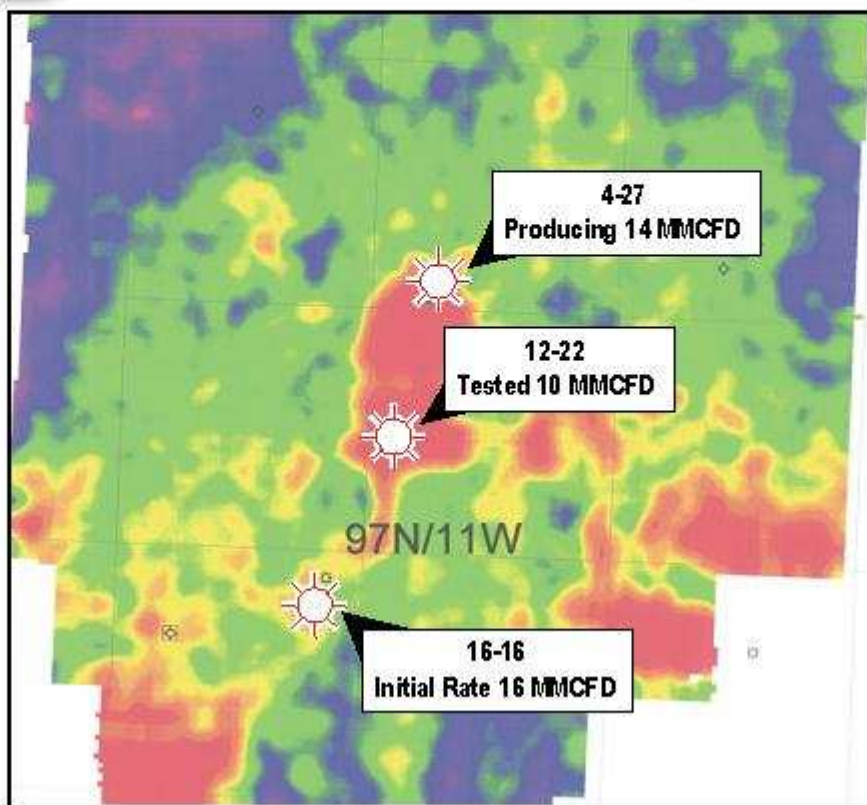 4-27
Producing 14 MMCFD
12-22
Tested 10 MMCFD
97N/11W
16-16
Initial Rate 16 MMCFD